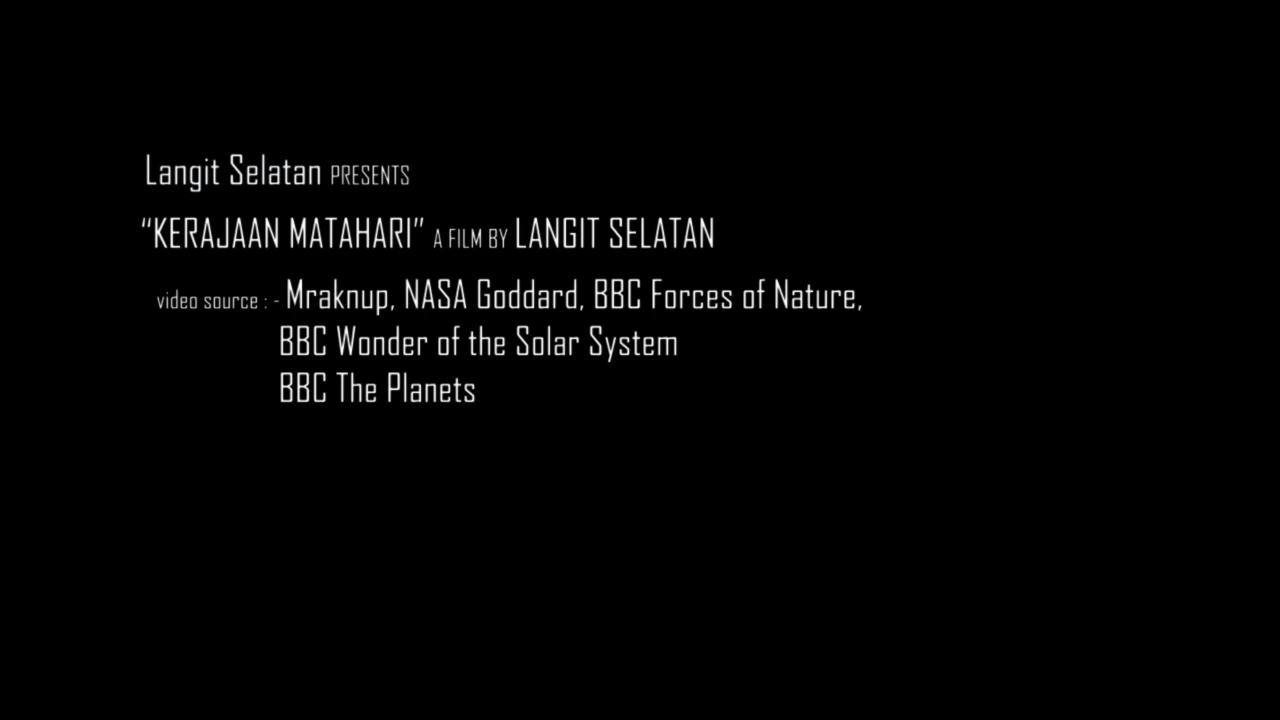 Langit Selatan PRESENTS
“KERAJAAN MATAHARI” A FILM BY LANGIT SELATAN
video source : - Mraknup, NASA Goddard, BBC Forces of Nature,
BBC Wonder of the Solar System
BBC The Planets